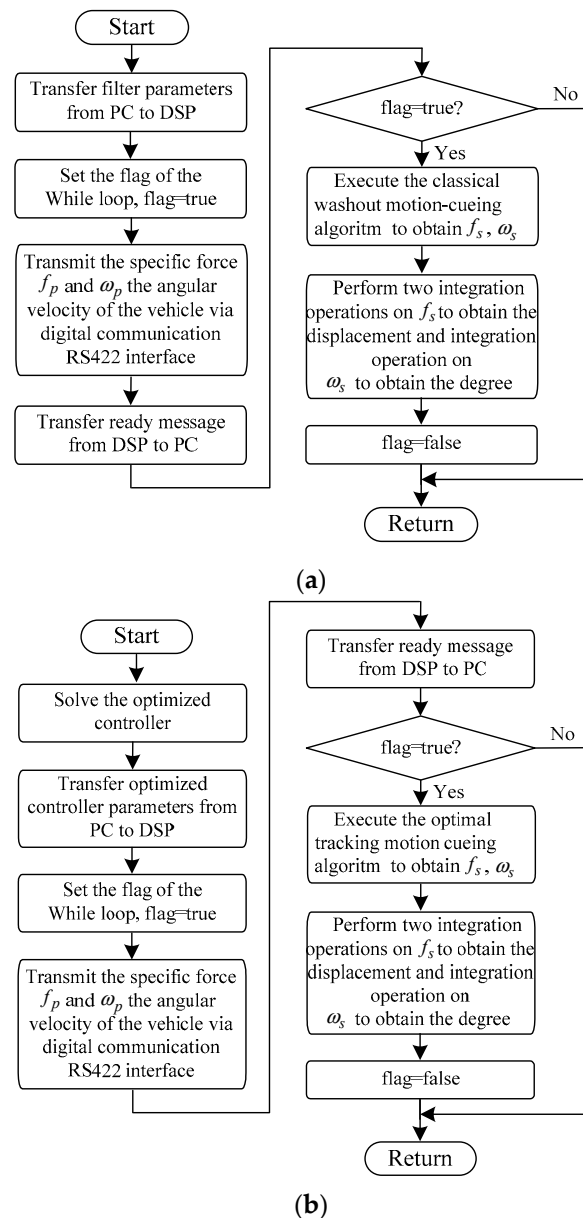 Start
Transfer filter parameters
from PC to DSP
Set the flag of the
While loop, flag=true
Transmit the specific force
f_p and ω_p the angular
velocity of the vehicle via
digital communication
RS422 interface
Transfer ready message
from DSP to PC
flag=true?
No
Yes
Execute the classical
washout motion-cueing
algoritm to obtain f_s, ω_s
Perform two integration
operations on f_s to obtain the
displacement and integration
operation on
ω_s to obtain the degree
flag=false
Return
(a)
Start
Solve the optimized
controller
Transfer optimized
controller parameters from
PC to DSP
Set the flag of the
While loop, flag=true
Transmit the specific force
f_p and ω_p the angular
velocity of the vehicle via
digital communication
RS422 interface
Transfer ready message
from DSP to PC
flag=true?
No
Yes
Execute the optimal
tracking motion cueing
algoritm to obtain f_s, ω_s
Perform two integration
operations on f_s to obtain the
displacement and integration
operation on
ω_s to obtain the degree
flag=false
Return
(b)